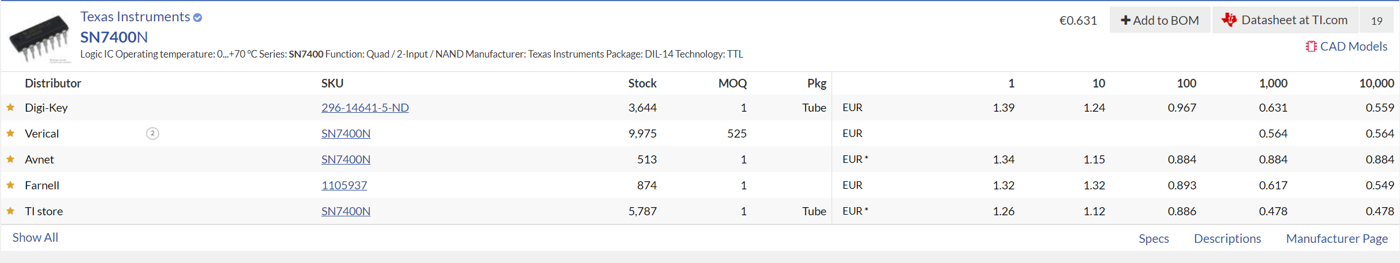 Texas Instruments
SN7400N
Logic IC Operating temperature: 0...+70 °C Series: SN7400 Function: Quad / 2-Input / NAND Manufacturer: Texas Instruments Package: DIL-14 Technology: TTL
€0.631 + Add to BOM Datasheet at TI.com 19
CAD Models
Distributor SKU Stock MOQ Pkg 1 10 100 1,000 10,000
Digi-Key 296-14641-5-ND 3,644 1 Tube EUR 1.39 1.24 0.967 0.631 0.559
Verical 2 SN7400N 9,975 525 EUR 0.564 0.564
Avnet SN7400N 513 1 EUR * 1.34 1.15 0.884 0.884 0.884
Farnell 1105937 874 1 EUR 1.32 1.32 0.893 0.617 0.549
TI store SN7400N 5,787 1 Tube EUR * 1.26 1.12 0.886 0.478 0.478
Show All Specs Descriptions Manufacturer Page